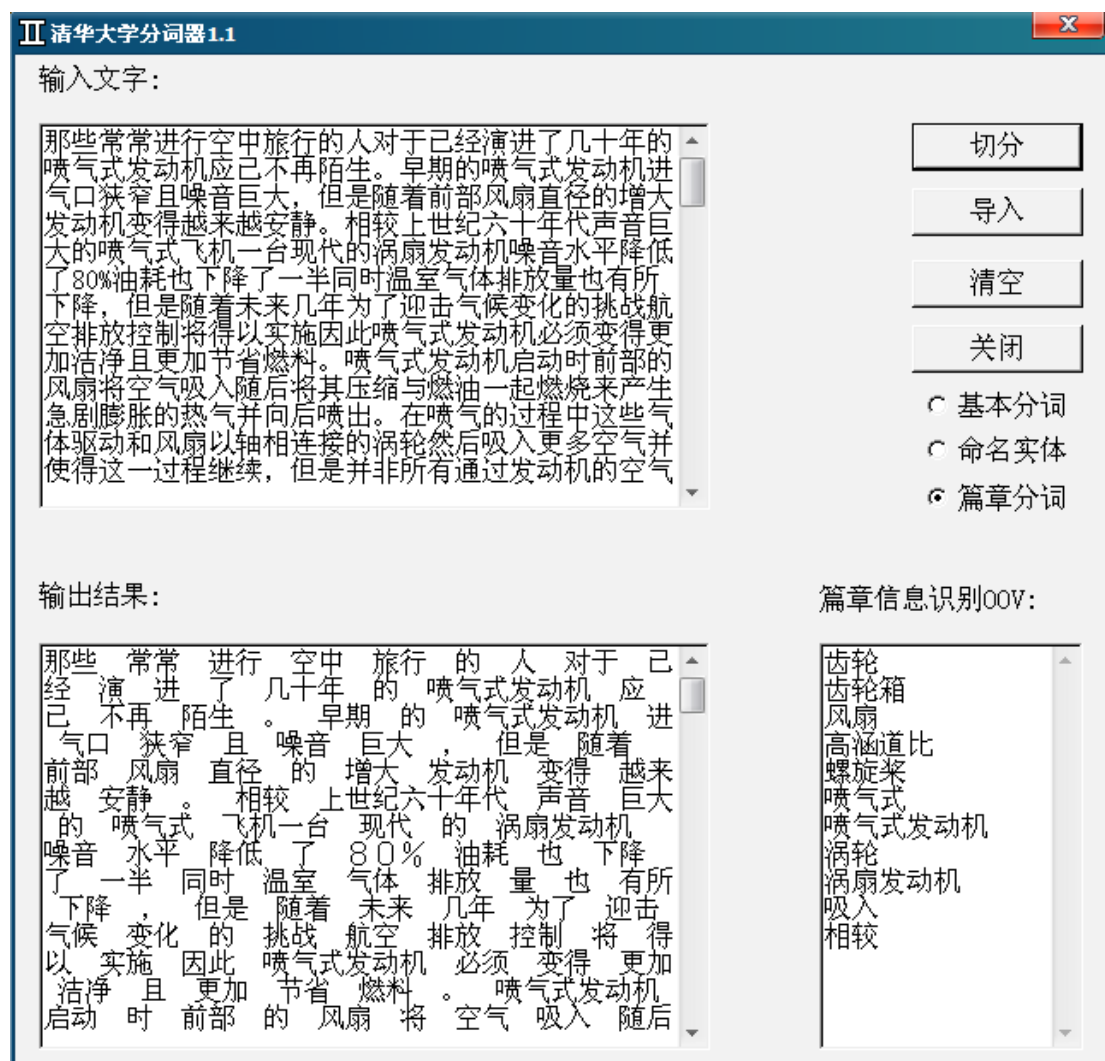 清华大学分词器1.1
输入文字:
那些常常进行空中旅行的人对于已经演进了几十年的
喷气式发动机应已不再陌生。早期的喷气式发动机进
气口狭窄且噪音巨大，但是随着前部风扇直径的增大
发动机变得越来越安静。相较上世纪六十年代声音巨
大的喷气式飞机一台现代的涡扇发动机噪音水平降低
了80%油耗也下降了一半同时温室气体排放量也有所
下降，但是随着未来几年为了迎击气候变化的挑战航
空排放控制将得以实施因此喷气式发动机必须变得更
加洁净且更加节省燃料。喷气式发动机启动时前部的
风扇将空气吸入随后将其压缩与燃油一起燃烧来产生
急剧膨胀的热气并向后喷出。在喷气的过程中这些气
体驱动和风扇以轴相连接的涡轮然后吸入更多空气并
使得这一过程继续，但是并非所有通过发动机的空气
切分
导入
清空
关闭
基本分词
命名实体
篇章分词
输出结果:
那些 常常 进行 空中 旅行 的 人 对于 已
经 演 进 了 几十年 的 喷气式发动机 应
已 不再 陌生 。 早期 的 喷气式发动机 进
气口 狭窄 且 噪音 巨大 ， 但是 随着
前部 风扇 直径 的 增大 发动机 变得 越来
越 安静 。 相较 上世纪六十年代 声音 巨大
的 喷气式 飞机一台 现代 的 涡扇发动机
噪音 水平 降低 了 ８０％ 油耗 也 下降
了 一半 同时 温室 气体 排放 量 也 有所
下降 ， 但是 随着 未来 几年 为了 迎击
气候 变化 的 挑战 航空 排放 控制 将 得
以 实施 因此 喷气式发动机 必须 变得 更加
洁净 且 更加 节省 燃料 。 喷气式发动机
启动 时 前部 的 风扇 将 空气 吸入 随后
篇章信息识别OOV:
齿轮
齿轮箱
风扇
高涵道比
螺旋桨
喷气式
喷气式发动机
涡轮
涡扇发动机
吸入
相较